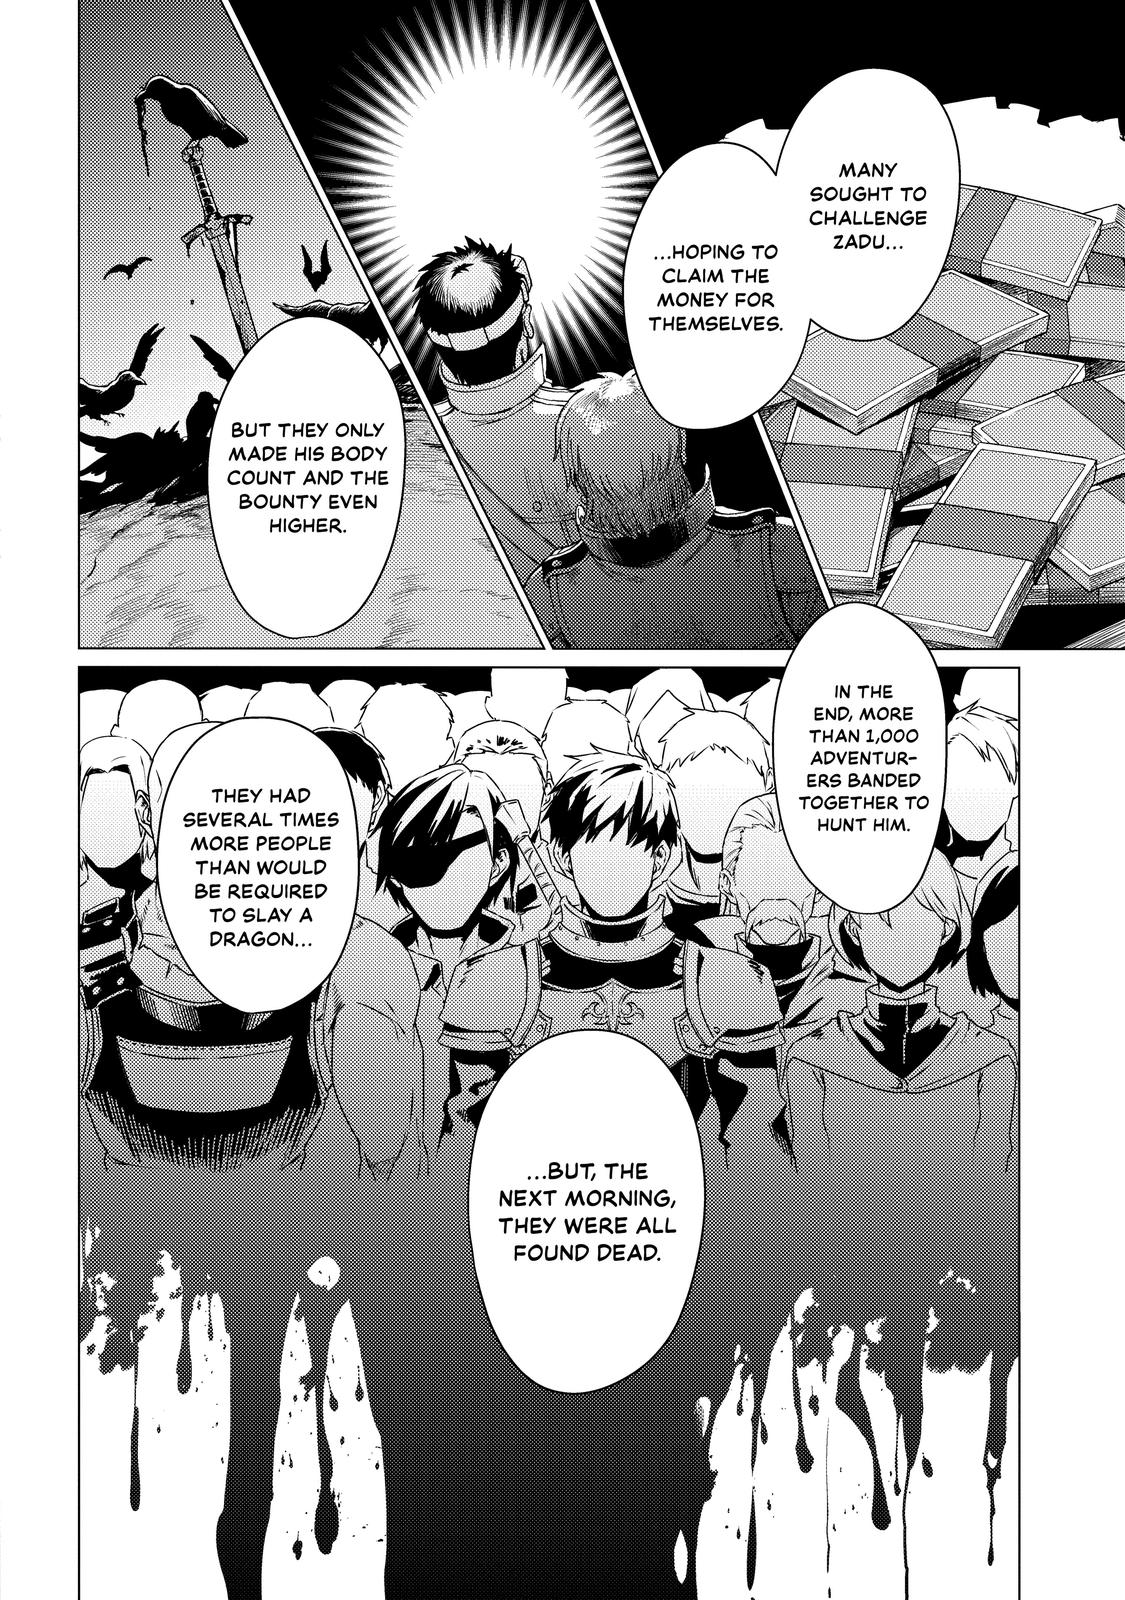 MANY
SOUGHT TO
CHALLENGE
ZADU...
...HOPING TO
CLAIM THE
MONEY FOR
THEMSELVES.
BUT THEY ONLY
MADE HIS BODY
COUNT AND THE
BOUNTY EVEN
HIGHER.
IN THE
END, MORE
THAN 1,000
ADVENTUR-
ERS BANDED
TOGETHER TO
HUNT HIM.
THEY HAD
SEVERAL TIMES
MORE PEOPLE
THAN WOULD
BE REQUIRED
TO SLAY A
DRAGON...
...BUT, THE
NEXT MORNING,
THEY WERE ALL
FOUND DEAD.